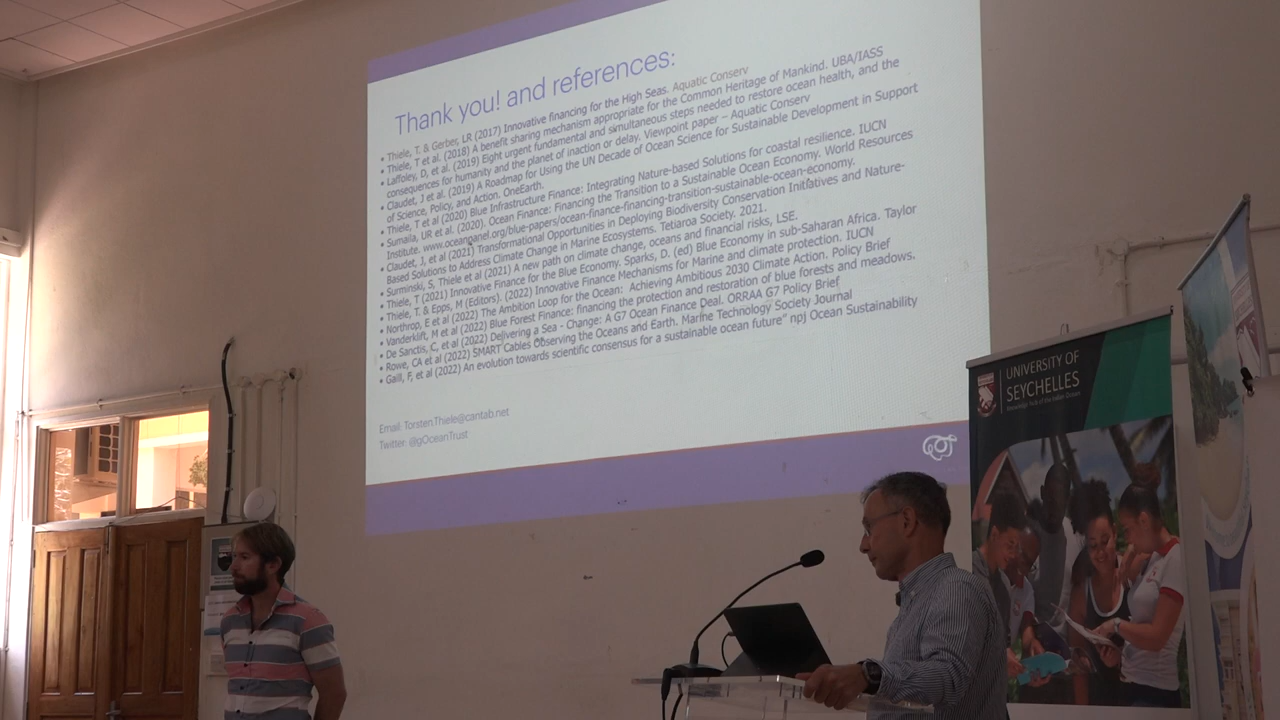 Thank you! and references:
• Thiele, T. & Gerber, LR (2017) Innovative financing for the High Seas. Aquatic Conserv
• Thiele, T et al. (2018) A benefit sharing mechanism appropriate for the Common Heritage of Mankind. UBA/IASS
• Laffoley, D, et al. (2019) Eight urgent fundamental and simultaneous steps needed to restore ocean health, and the
consequences for humanity and the planet of inaction or delay. Viewpoint paper – Aquatic Conserv
• Claudet, J et al. (2019) A Roadmap for Using the UN Decade of Ocean Science for Sustainable Development in Support
of Science, Policy, and Action. OneEarth.
• Thiele, T et al (2020) Blue Infrastructure Finance: Integrating Nature-based Solutions for coastal resilience. IUCN
• Sumaila, UR et al. (2020). Ocean Finance: Financing the Transition to a Sustainable Ocean Economy. World Resources
Institute. www.oceanpanel.org/blue-papers/ocean-finance-financing-transition-sustainable-ocean-economy.
• Claudet, J, et al (2021) Transformational Opportunities in Deploying Biodiversity Conservation Initiatives and Nature-
Based Solutions to Address Climate Change in Marine Ecosystems. Tetiaroa Society. 2021.
• Surminski, S, Thiele et al (2021) A new path on climate change, oceans and financial risks, LSE.
• Thiele, T (2021) Innovative Finance for the Blue Economy. Sparks, D. (ed) Blue Economy in sub-Saharan Africa. Taylor
• Thiele, T. & Epps, M (Editors). (2022) Innovative Finance Mechanisms for Marine and climate protection. IUCN
• Northrop, E et al (2022) The Ambition Loop for the Ocean: Achieving Ambitious 2030 Climate Action. Policy Brief
• Vanderklift, M et al (2022) Blue Forest Finance: financing the protection and restoration of blue forests and meadows.
• De Sanctis, C, et al (2022) Delivering a Sea - Change: A G7 Ocean Finance Deal. ORRAA G7 Policy Brief
• Rowe, CA et al (2022) SMART Cables Observing the Oceans and Earth. Marine Technology Society Journal
• Gaill, F, et al (2022) An evolution towards scientific consensus for a sustainable ocean future" npj Ocean Sustainability
Email: Torsten.Thiele@cantab.net
Twitter: @gOceanTrust
UNIVERSITY OF
SEYCHELLES
Knowledge hub of the Indian Ocean